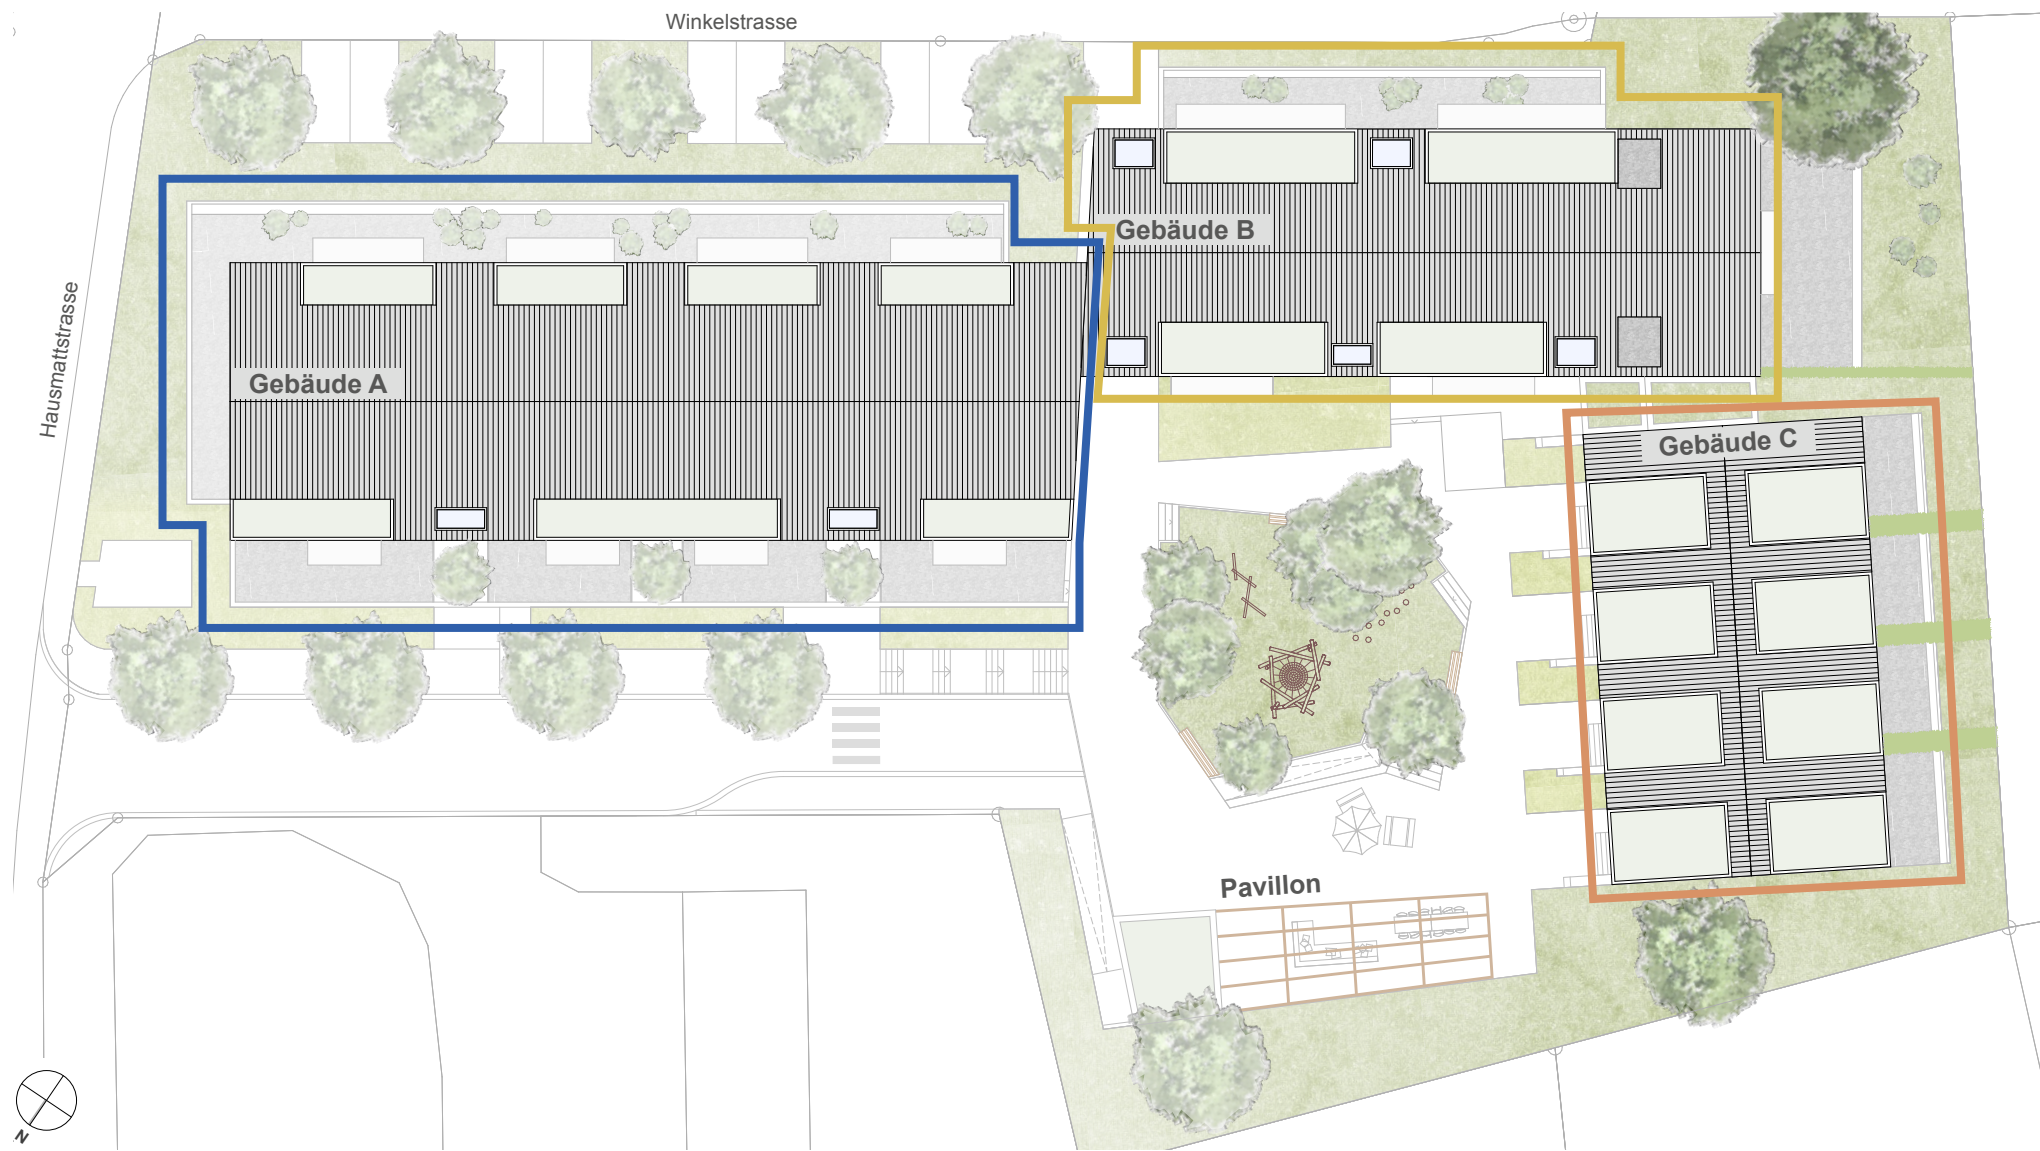 Winkelstrasse
Gebäude B
Hausmattstrasse
Gebäude A
Gebäude C
Pavillon
N